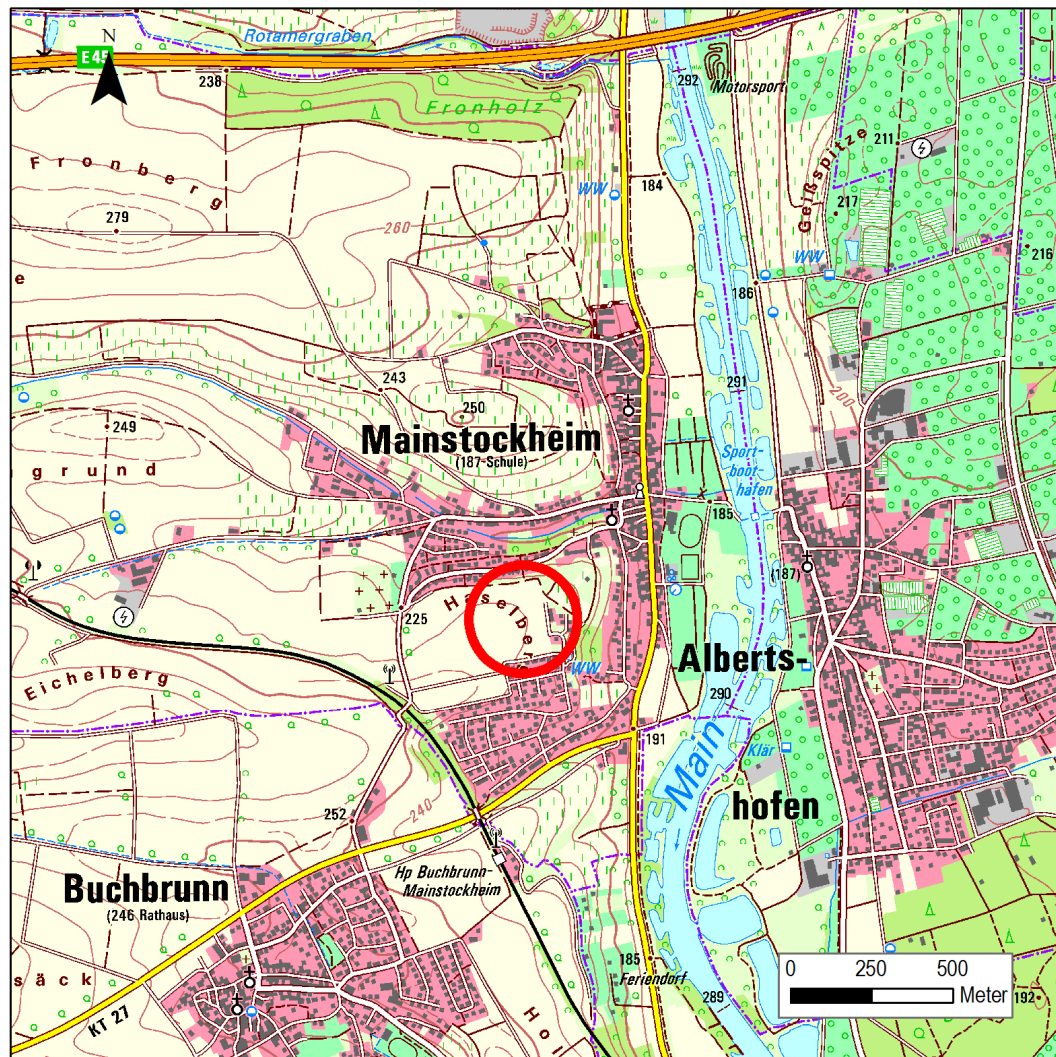 Rotamergraben
N
E 45
238
Fronholz
292
Motorsport
Fronberg
279
260
WW
184
Geißspitze
211
217
216
WW
186
e
243
250
291
200
249
Mainstockheim
(187-Schule)
grund
Sport-
boot-
hafen
185
(187)
225
Haselber
WW
Alberts-
hofen
Eichelberg
290
Main
191
Klär
252
240
Buchbrunn
(246 Rathaus)
Hp Buchbrunn-
Mainstockheim
säck
KT 27
185
Feriendorf
289
Hol
0 250 500
Meter
192